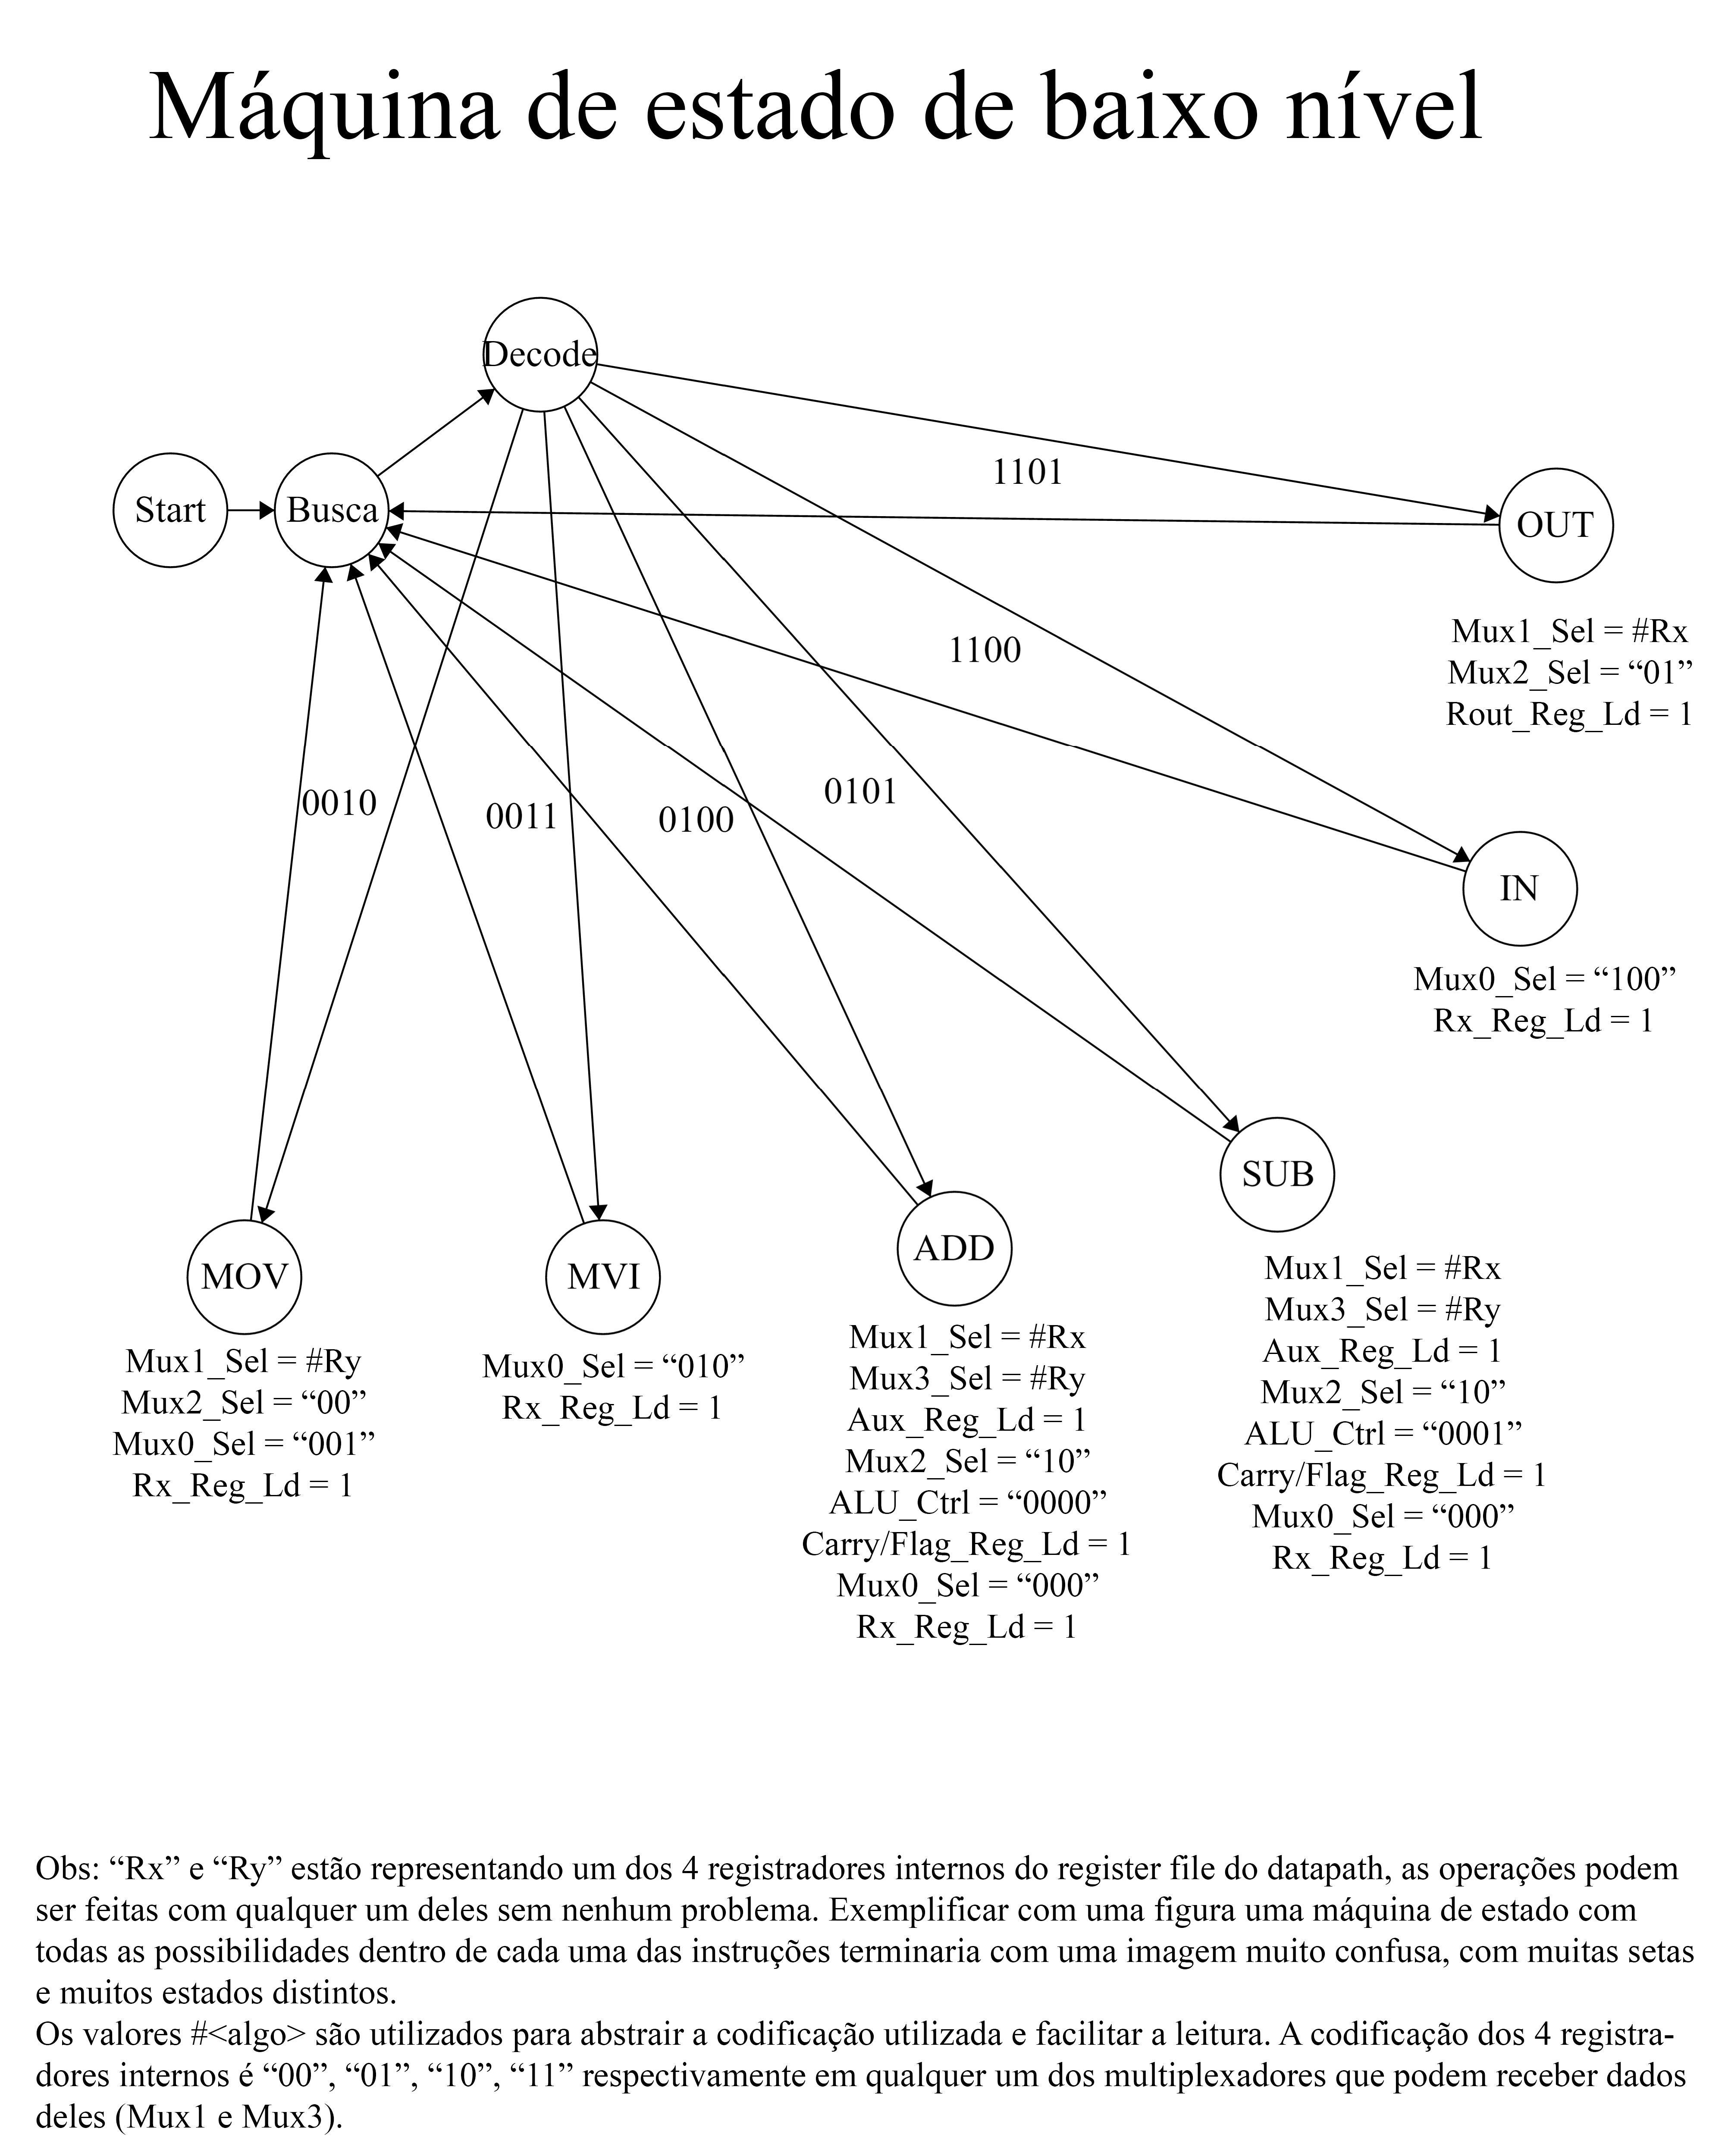 Máquina de estado de baixo nível
Decode
Start
Busca
1101
OUT
Mux1_Sel = #Rx
Mux2_Sel = “01”
Rout_Reg_Ld = 1
1100
IN
Mux0_Sel = “100”
Rx_Reg_Ld = 1
0010
0011
0100
0101
SUB
Mux1_Sel = #Rx
Mux3_Sel = #Ry
Aux_Reg_Ld = 1
Mux2_Sel = “10”
ALU_Ctrl = “0001”
Carry/Flag_Reg_Ld = 1
Mux0_Sel = “000”
Rx_Reg_Ld = 1
MOV
Mux1_Sel = #Ry
Mux2_Sel = “00”
Mux0_Sel = “001”
Rx_Reg_Ld = 1
MVI
Mux0_Sel = “010”
Rx_Reg_Ld = 1
ADD
Mux1_Sel = #Rx
Mux3_Sel = #Ry
Aux_Reg_Ld = 1
Mux2_Sel = “10”
ALU_Ctrl = “0000”
Carry/Flag_Reg_Ld = 1
Mux0_Sel = “000”
Rx_Reg_Ld = 1
Obs: “Rx” e “Ry” estão representando um dos 4 registradores internos do register file do datapath, as operações podem
ser feitas com qualquer um deles sem nenhum problema. Exemplificar com uma figura uma máquina de estado com
todas as possibilidades dentro de cada uma das instruções terminaria com uma imagem muito confusa, com muitas setas
e muitos estados distintos.
Os valores #<algo> são utilizados para abstrair a codificação utilizada e facilitar a leitura. A codificação dos 4 registra-
dores internos é “00”, “01”, “10”, “11” respectivamente em qualquer um dos multiplexadores que podem receber dados
deles (Mux1 e Mux3).